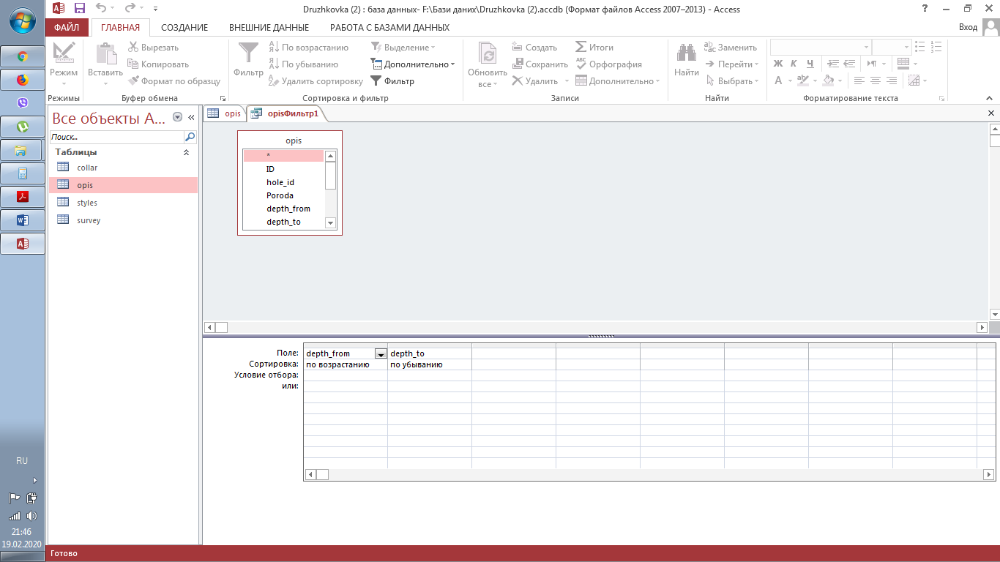 Druzhkovka (2) : база данных- F:\Бази даних\Druzhkovka (2).accdb (Формат файлов Access 2007–2013) - Access
ФАЙЛ ГЛАВНАЯ СОЗДАНИЕ ВНЕШНИЕ ДАННЫЕ РАБОТА С БАЗАМИ ДАННЫХ Вход
Режим
Режимы
Вставить
Вырезать
Копировать
Формат по образцу
Буфер обмена
Фильтр
По возрастанию
По убыванию
Удалить сортировку
Выделение
Дополнительно
Фильтр
Сортировка и фильтр
Обновить
все
Создать
Сохранить
Удалить
Итоги
Орфография
Дополнительно
Записи
Найти
Заменить
Перейти
Выбрать
Найти
Ж К Ч
А
Форматирование текста
Все объекты A...
Поиск...
Таблицы
collar
opis
styles
survey
opis
opisФильтр1
opis
*
ID
hole_id
Poroda
depth_from
depth_to
Поле: depth_from depth_to
Сортировка: по возрастанию по убыванию
Условие отбора:
или:
RU
21:46
19.02.2020
Готово